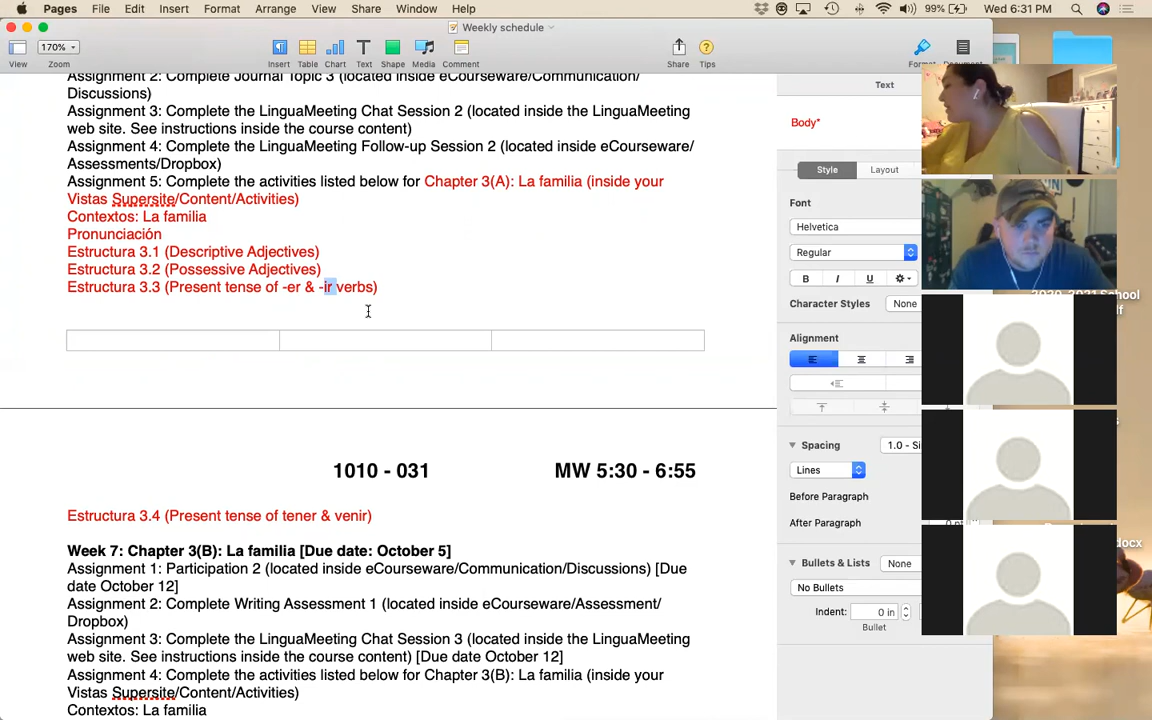 Pages File Edit Insert Format Arrange View Share Window Help 99% Wed 6:31 PM
Weekly schedule
170%
View Zoom Insert Table Chart Text Shape Media Comment Share Tips Format Document
Assignment 2: Complete Journal Topic 3 (located inside eCourseware/Communication/
Discussions)
Assignment 3: Complete the LinguaMeeting Chat Session 2 (located inside the LinguaMeeting
web site. See instructions inside the course content)
Assignment 4: Complete the LinguaMeeting Follow-up Session 2 (located inside eCourseware/
Assessments/Dropbox)
Assignment 5: Complete the activities listed below for Chapter 3(A): La familia (inside your
Vistas Supersite/Content/Activities)
Contextos: La familia
Pronunciación
Estructura 3.1 (Descriptive Adjectives)
Estructura 3.2 (Possessive Adjectives)
Estructura 3.3 (Present tense of -er & -ir verbs)
1010 - 031 MW 5:30 - 6:55
Estructura 3.4 (Present tense of tener & venir)
Week 7: Chapter 3(B): La familia [Due date: October 5]
Assignment 1: Participation 2 (located inside eCourseware/Communication/Discussions) [Due
date October 12]
Assignment 2: Complete Writing Assessment 1 (located inside eCourseware/Assessment/
Dropbox)
Assignment 3: Complete the LinguaMeeting Chat Session 3 (located inside the LinguaMeeting
web site. See instructions inside the course content) [Due date October 12]
Assignment 4: Complete the activities listed below for Chapter 3(B): La familia (inside your
Vistas Supersite/Content/Activities)
Contextos: La familia
Text
Body*
Style Layout
Font
Helvetica
Regular
B I U
Character Styles None
Alignment
Spacing 1.0 - Si
Lines
Before Paragraph
After Paragraph
Bullets & Lists None
No Bullets
Indent: 0 in
Bullet
School
docx